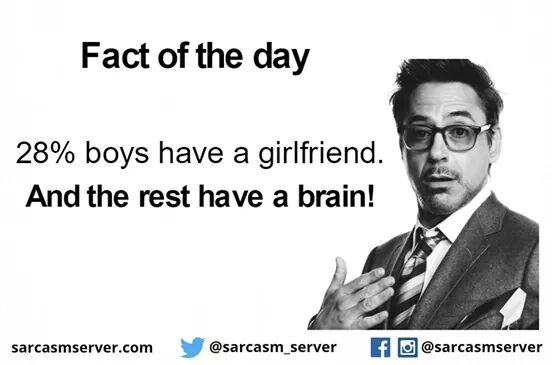 Fact of the day
28% boys have a girlfriend.
And the rest have a brain!
sarcasmserver.com @sarcasm_server @sarcasmserver